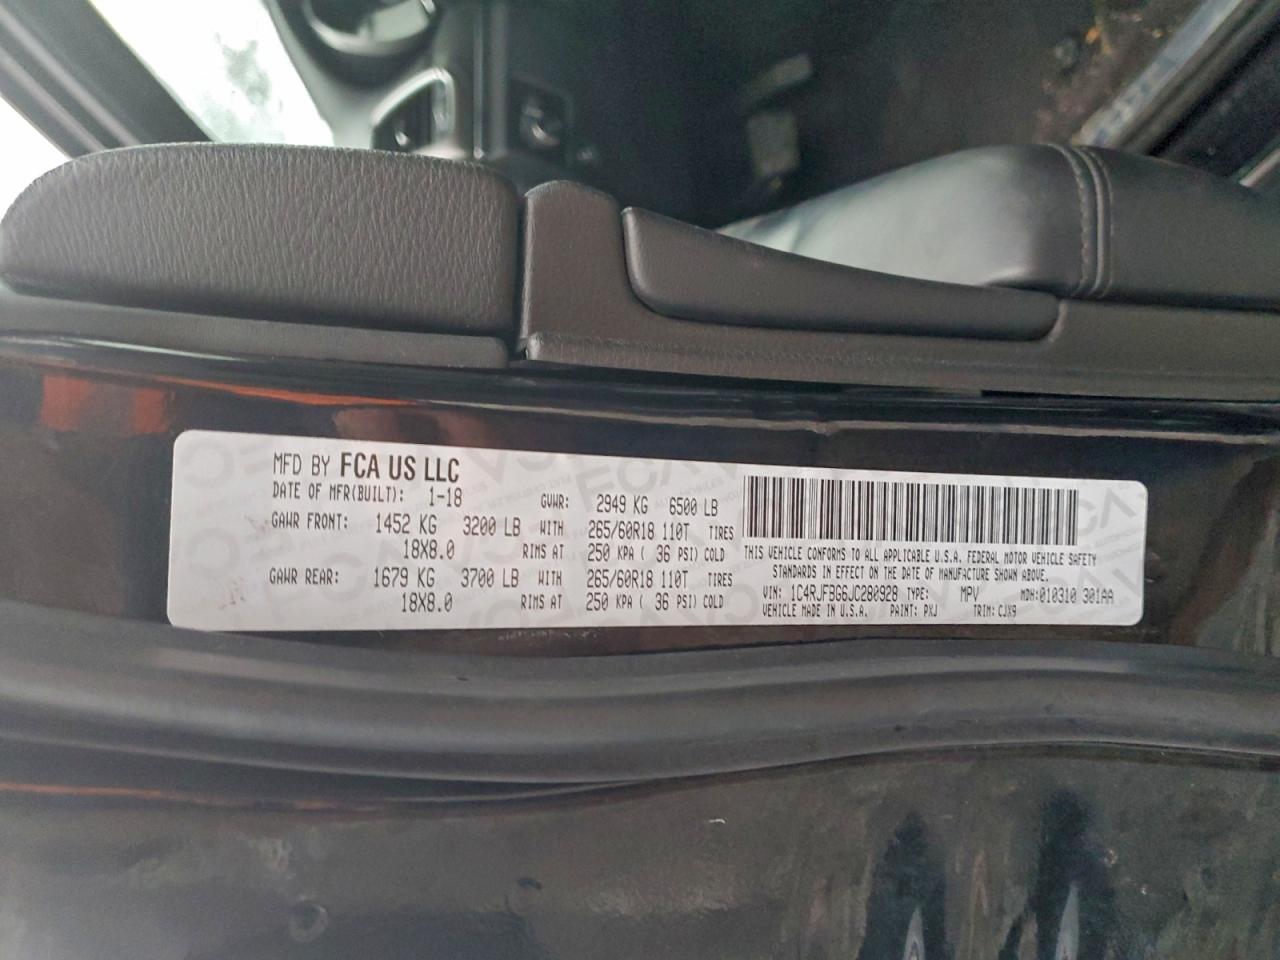 MFD BY FCA US LLC
DATE OF MFR(BUILT): 1-18 GVWR: 2949 KG 6500 LB
GAWR FRONT: 1452 KG 3200 LB WITH 265/60R18 110T TIRES
18X8.0 RIMS AT 250 KPA ( 36 PSI) COLD
GAWR REAR: 1679 KG 3700 LB WITH 265/60R18 110T TIRES
18X8.0 RIMS AT 250 KPA ( 36 PSI) COLD
THIS VEHICLE CONFORMS TO ALL APPLICABLE U.S.A. FEDERAL MOTOR VEHICLE SAFETY
STANDARDS IN EFFECT ON THE DATE OF MANUFACTURE SHOWN ABOVE.
VIN: 1C4RJFBG6JC280928 TYPE: MPV MDH:010310 301AA
VEHICLE MADE IN U.S.A. PAINT: PXJ TRIM: CJX9